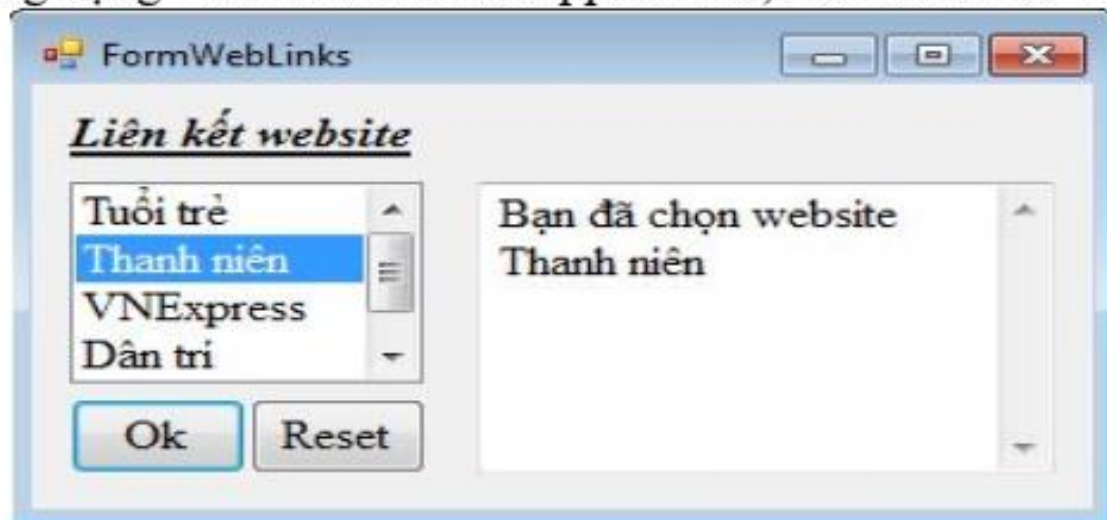 FormWebLinks
Liên kết website
Tuổi trẻ
Thanh niên
VNExpress
Dân trí
Bạn đã chọn website
Thanh niên
Ok
Reset